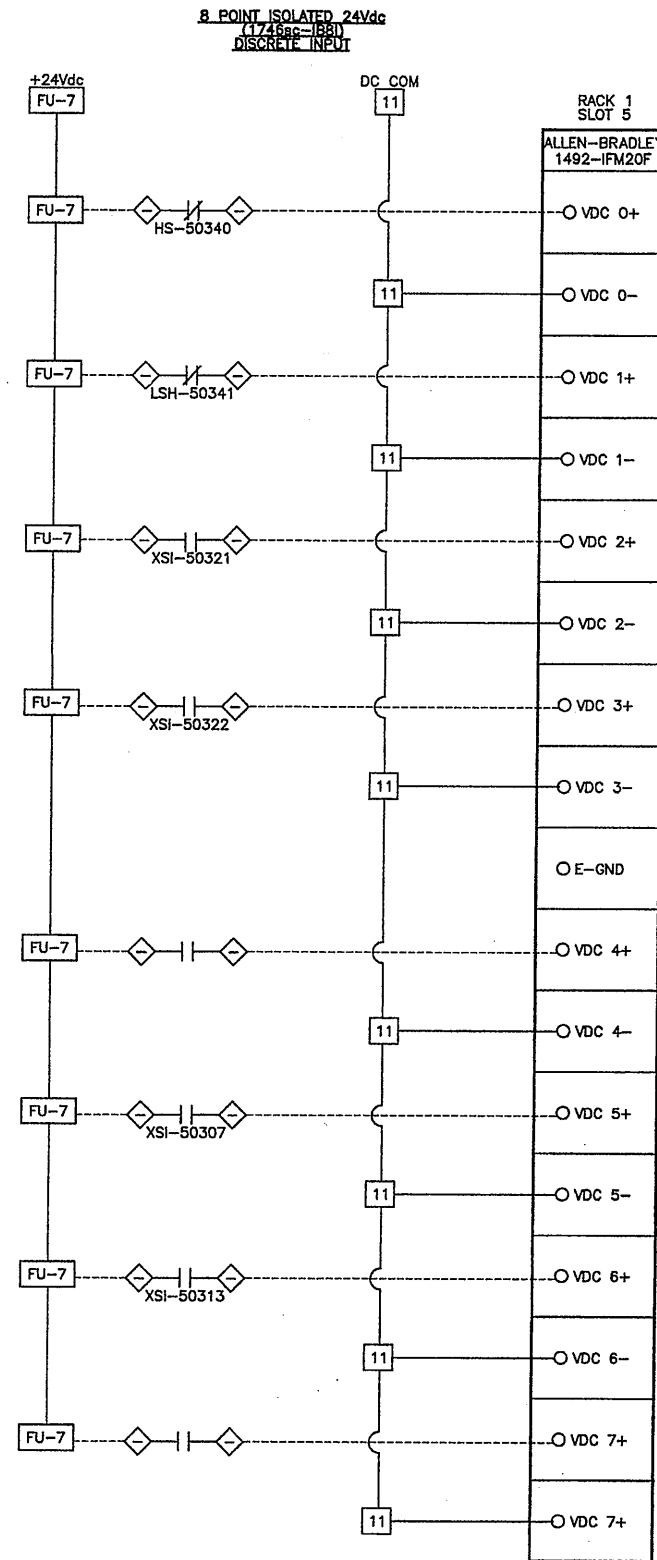 8 POINT ISOLATED 24Vdc
(1746sc-IB8I)
DISCRETE INPUT
+24Vdc
FU-7
DC COM
11
RACK 1
SLOT 5
ALLEN-BRADLEY
1492-IFM20F
FU-7
HS-50340
VDC 0+
11
VDC 0-
FU-7
LSH-50341
VDC 1+
11
VDC 1-
FU-7
XSI-50321
VDC 2+
11
VDC 2-
FU-7
XSI-50322
VDC 3+
11
VDC 3-
E-GND
FU-7
VDC 4+
11
VDC 4-
FU-7
XSI-50307
VDC 5+
11
VDC 5-
FU-7
XSI-50313
VDC 6+
11
VDC 6-
FU-7
VDC 7+
11
VDC 7+